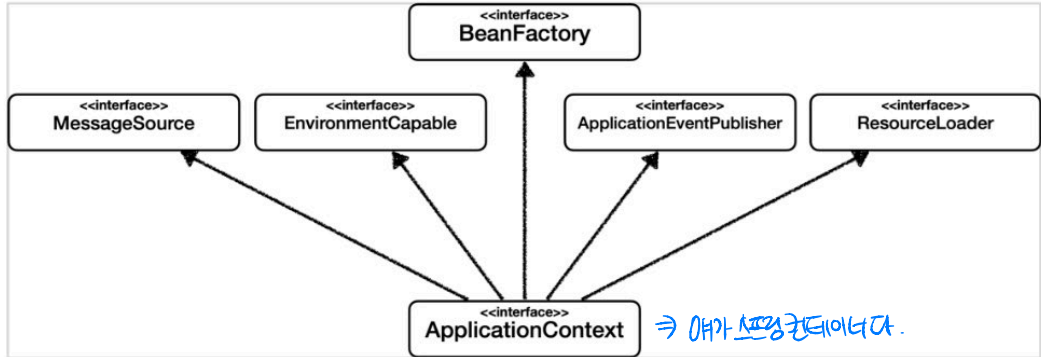 <<interface>>
BeanFactory
<<interface>>
MessageSource
<<interface>>
EnvironmentCapable
<<interface>>
ApplicationEventPublisher
<<interface>>
ResourceLoader
<<interface>>
ApplicationContext
⇒ 얘가 스프링컨테이너다.